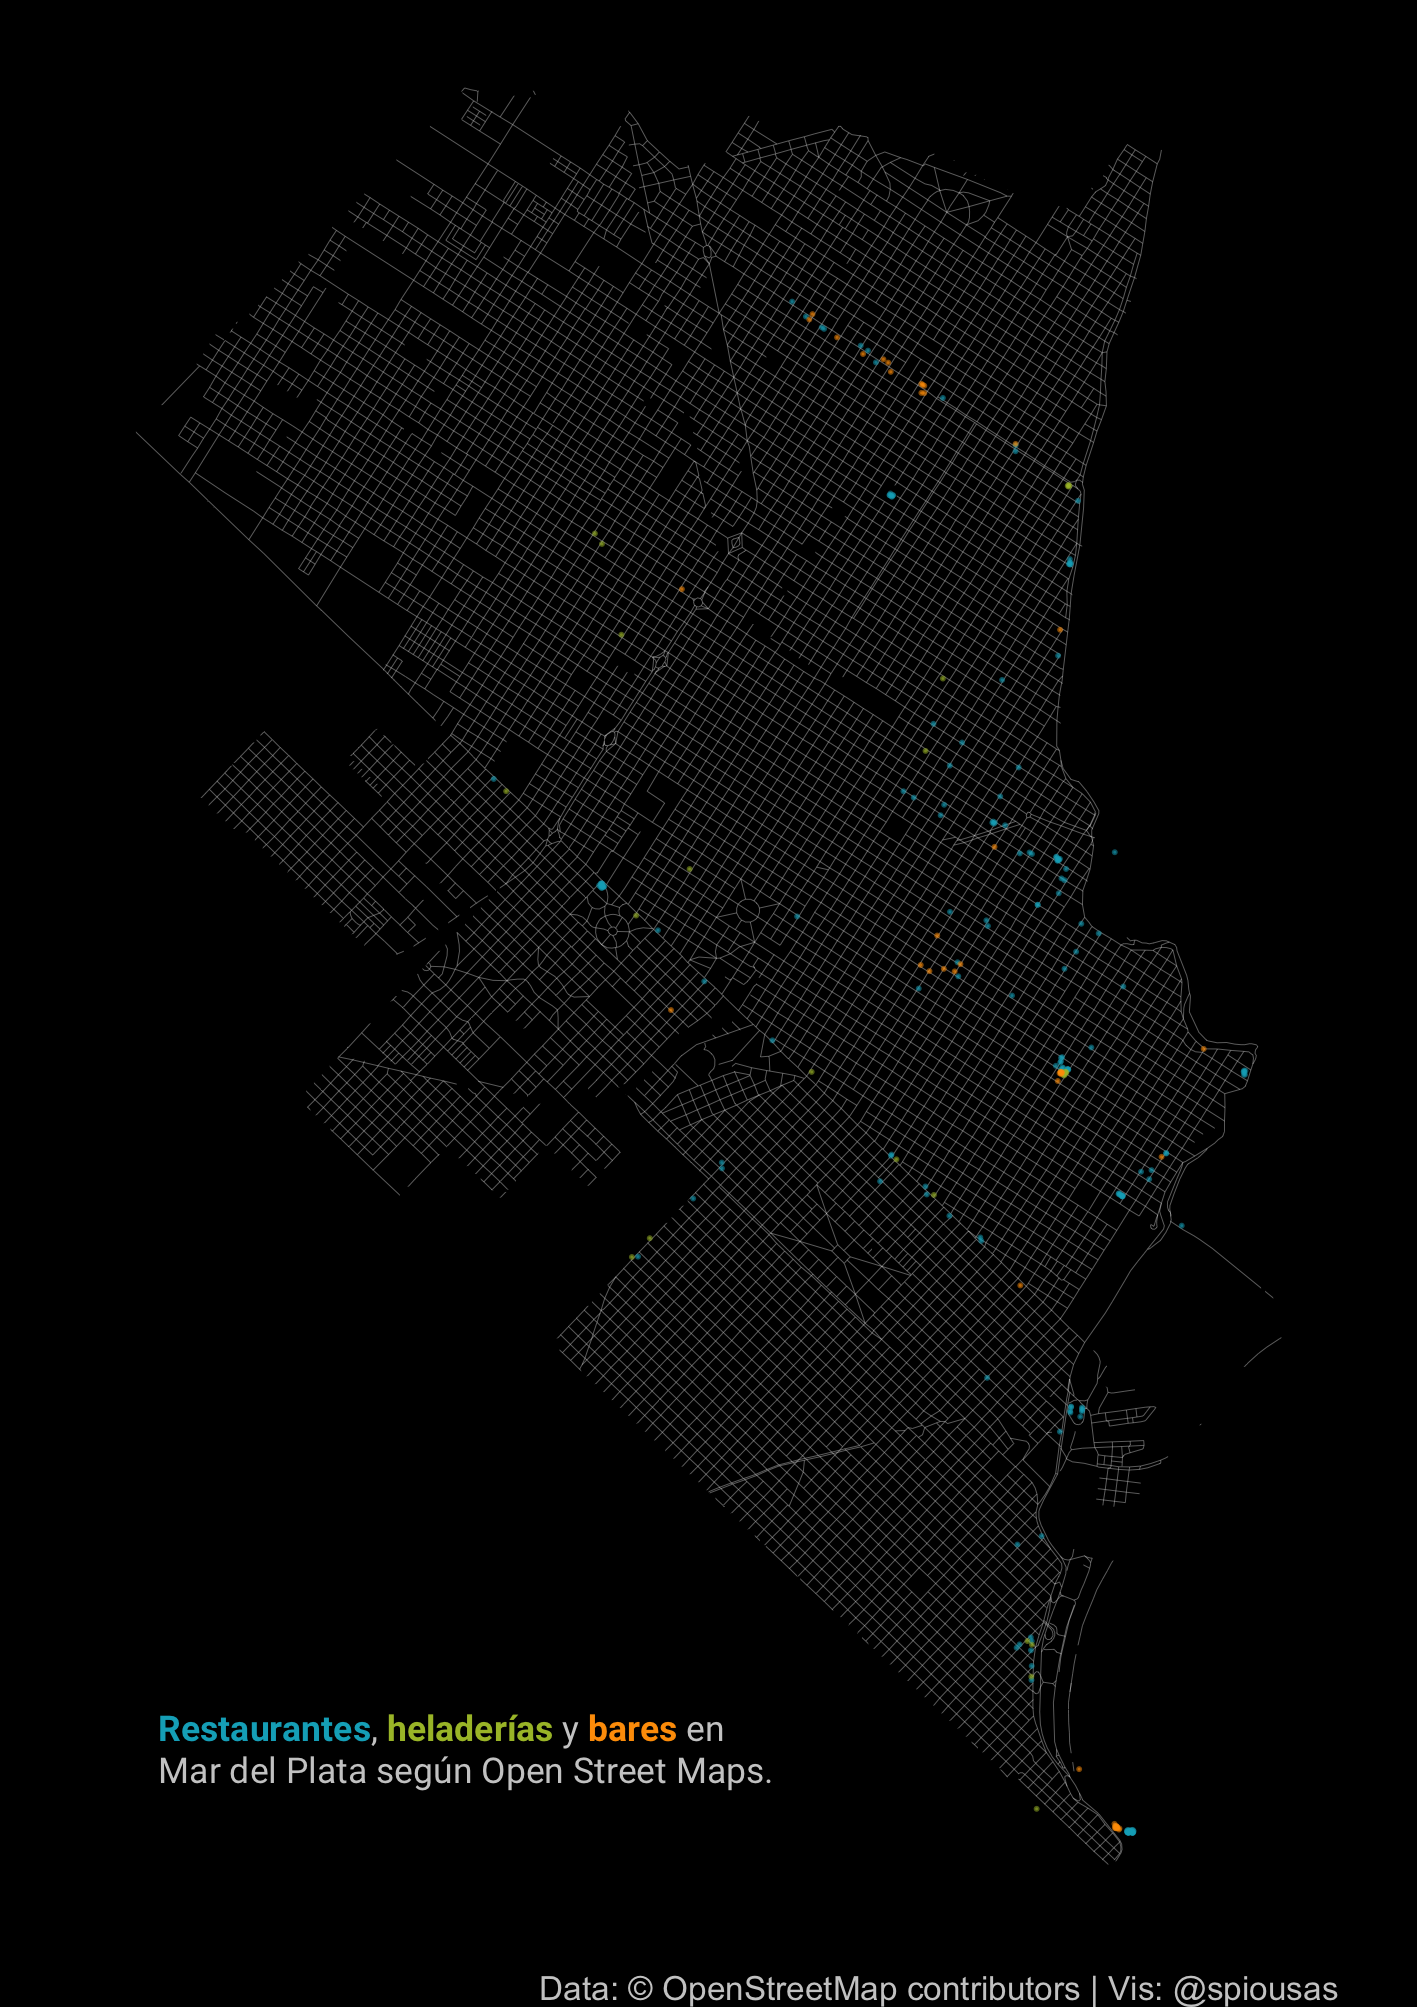 Restaurantes, heladerías y bares en
Mar del Plata según Open Street Maps.
Data: © OpenStreetMap contributors | Vis: @spiousas